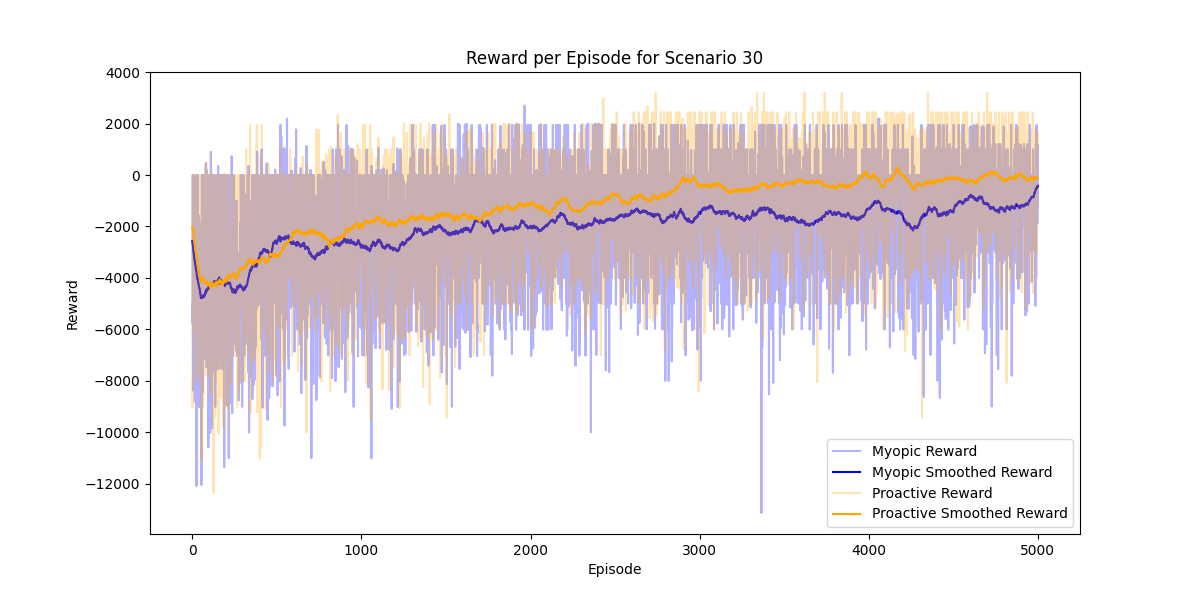 Reward per Episode for Scenario 30
4000
2000
0
−2000
−4000
−6000
−8000
−10000
−12000
Reward
0 1000 2000 3000 4000 5000
Episode
Myopic Reward
Myopic Smoothed Reward
Proactive Reward
Proactive Smoothed Reward